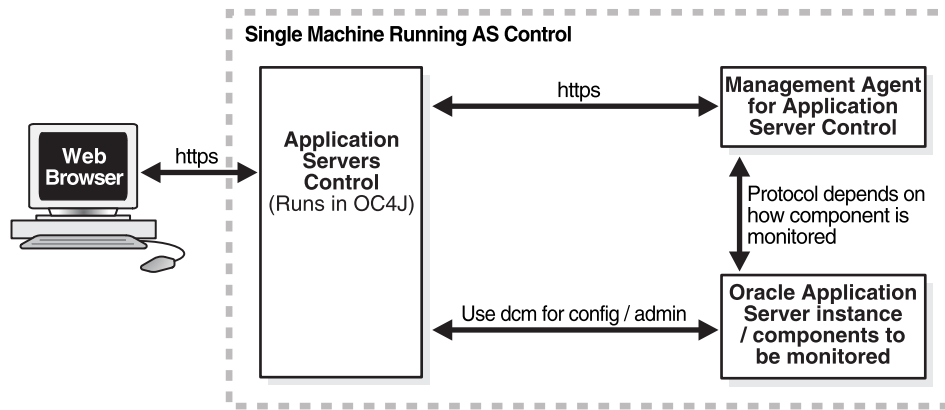 Single Machine Running AS Control
Web
Browser
https
Application
Servers
Control
(Runs in OC4J)
https
Management Agent
for Application
Server Control
Protocol depends on
how component is
monitored
Use dcm for config / admin
Oracle Application
Server instance
/ components to
be monitored